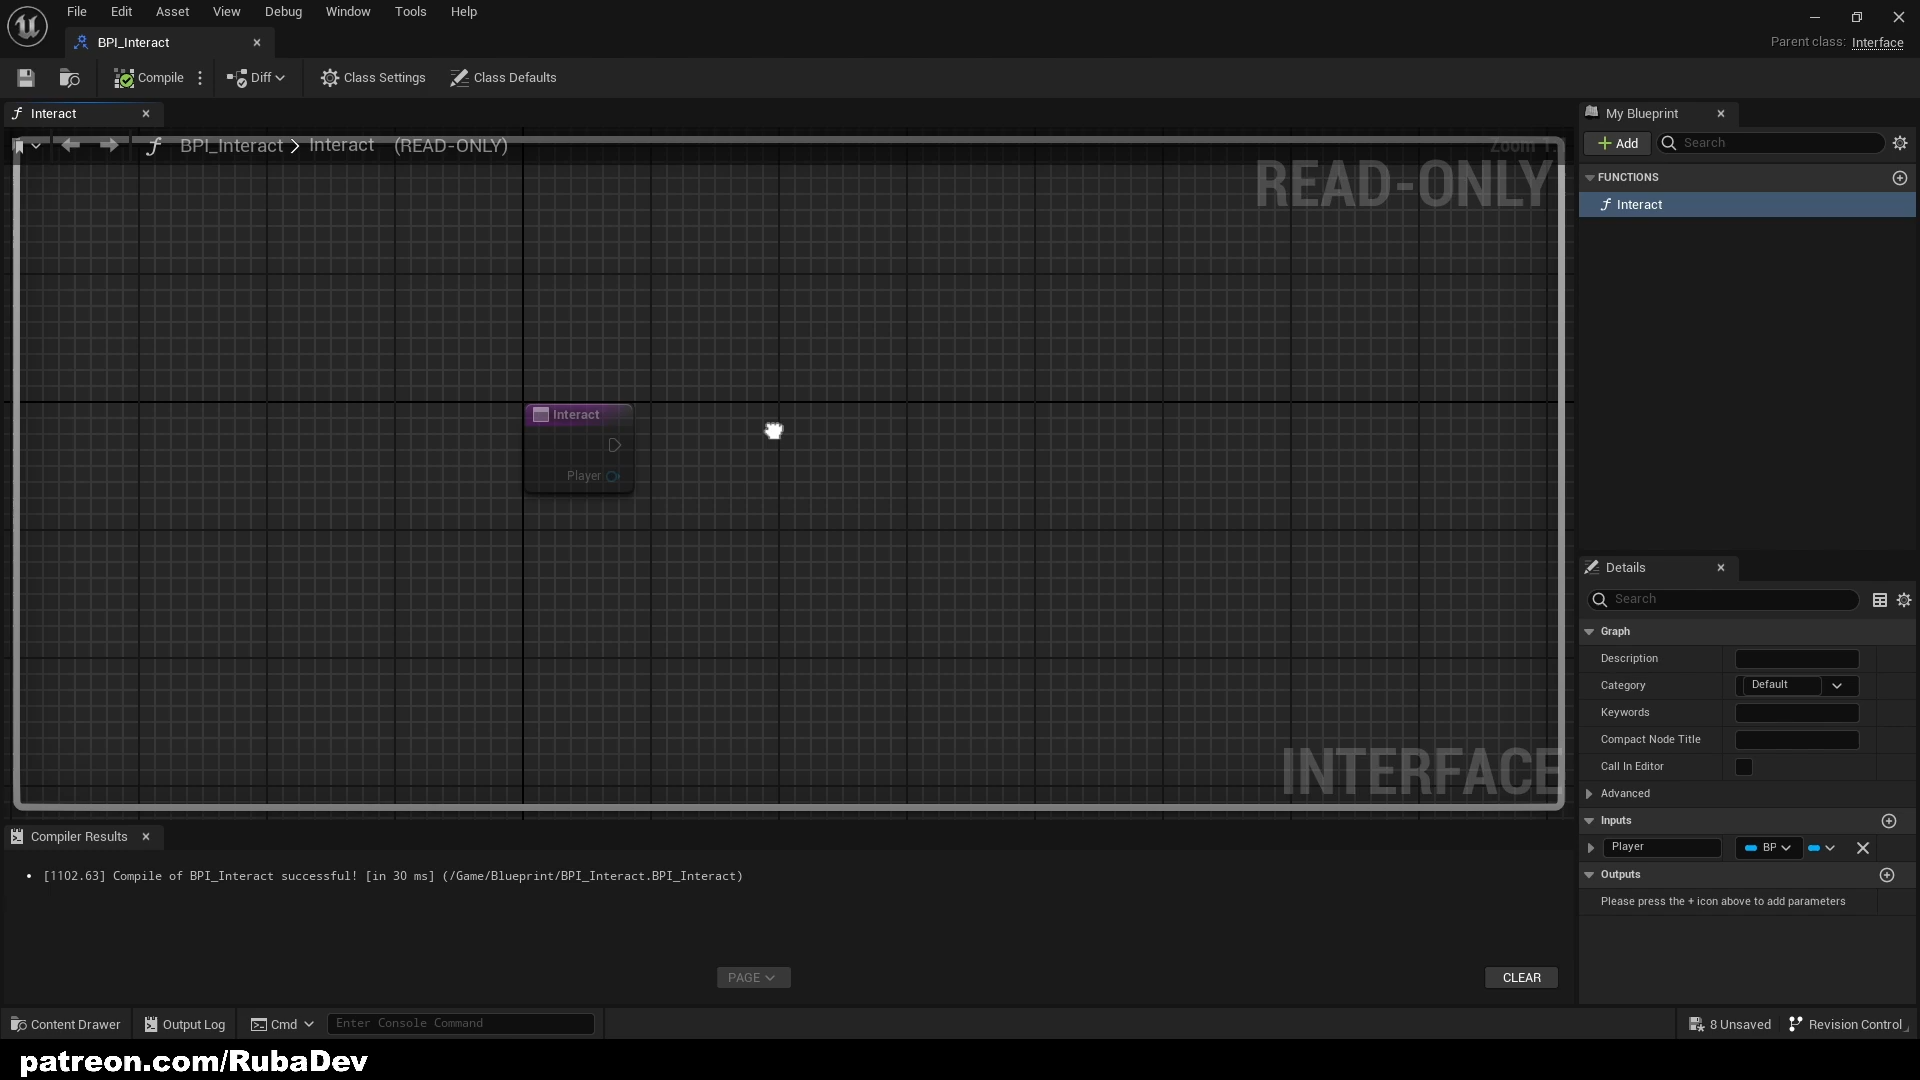 File Edit Asset View Debug Window Tools Help
BPI_Interact
Parent class: Interface
Compile Diff Class Settings Class Defaults
Interact
BPI_Interact Interact (READ-ONLY)
READ-ONLY
Interact
Player
INTERFACE
Compiler Results
• [1102.63] Compile of BPI_Interact successful! [in 30 ms] (/Game/Blueprint/BPI_Interact.BPI_Interact)
PAGE
CLEAR
My Blueprint
Add Search
FUNCTIONS
Interact
Details
Search
Graph
Description
Category Default
Keywords
Compact Node Title
Call In Editor
Advanced
Inputs
Player BP
Outputs
Please press the + icon above to add parameters
Content Drawer Output Log Cmd Enter Console Command
8 Unsaved Revision Control
patreon.com/RubaDev